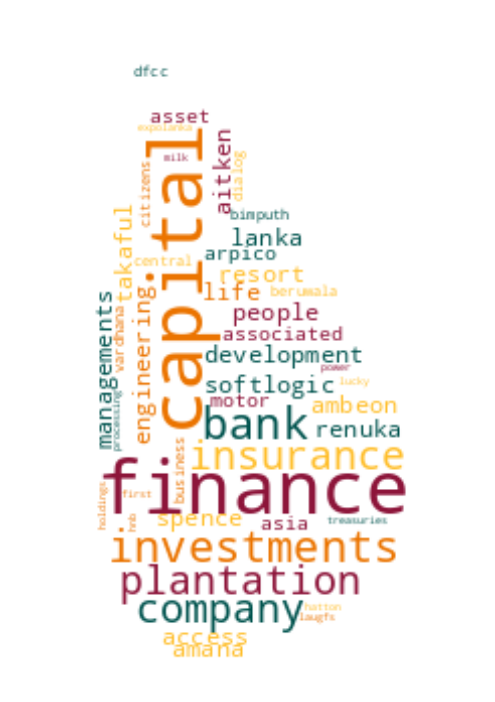 dfcc
asset
expolanka
milk
capital
aitken
citizens
dialog
takaful
bimputh
lanka
arpico
central
resort
life
berumala
engineering.
vardhana
managements
people
associated
development
power
softlogic
lucky
processing
motor
ambeon
bank
renuka
business
insurance
finance
holdings
first
hnb
spence
asia
treasuries
investments
plantation
company
hatton
laugfs
access
amana